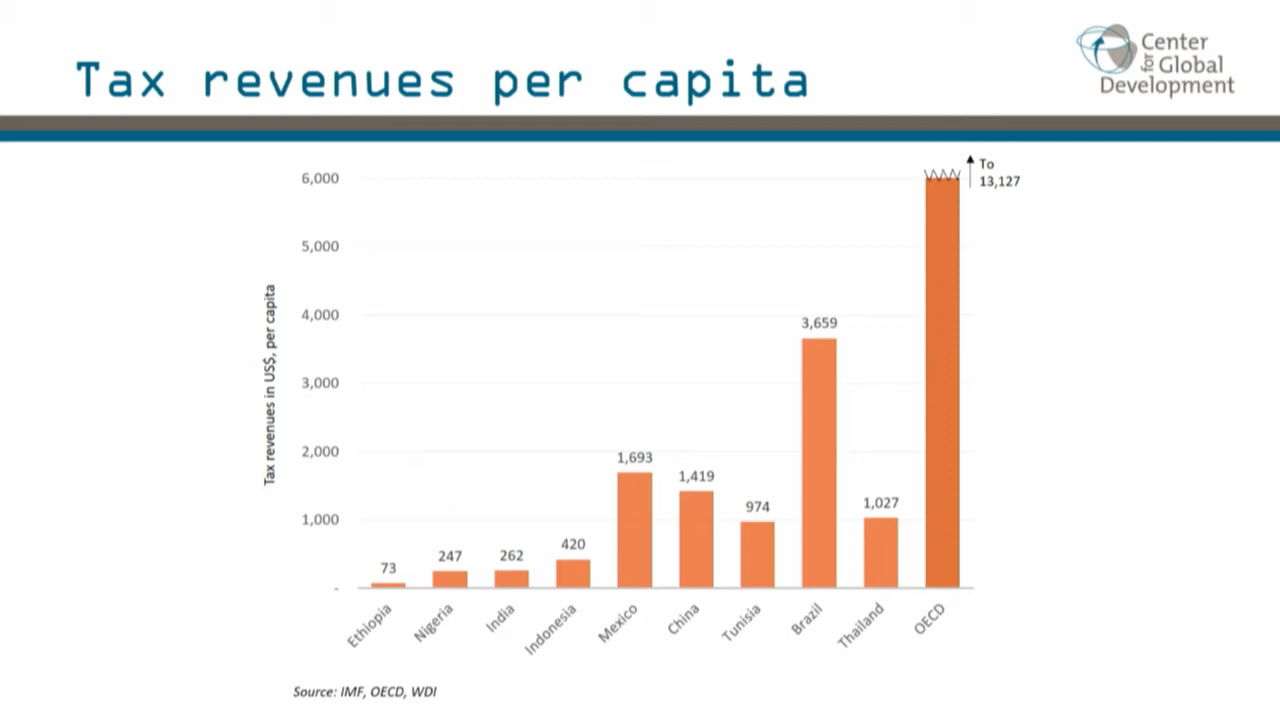 Tax revenues per capita
Center
for Global
Development
To
13,127
6,000
5,000
4,000
3,000
2,000
1,000
-
Tax revenues in US$, per capita
73
247
262
420
1,693
1,419
974
3,659
1,027
Ethiopia
Nigeria
India
Indonesia
Mexico
China
Tunisia
Brazil
Thailand
OECD
Source: IMF, OECD, WDI